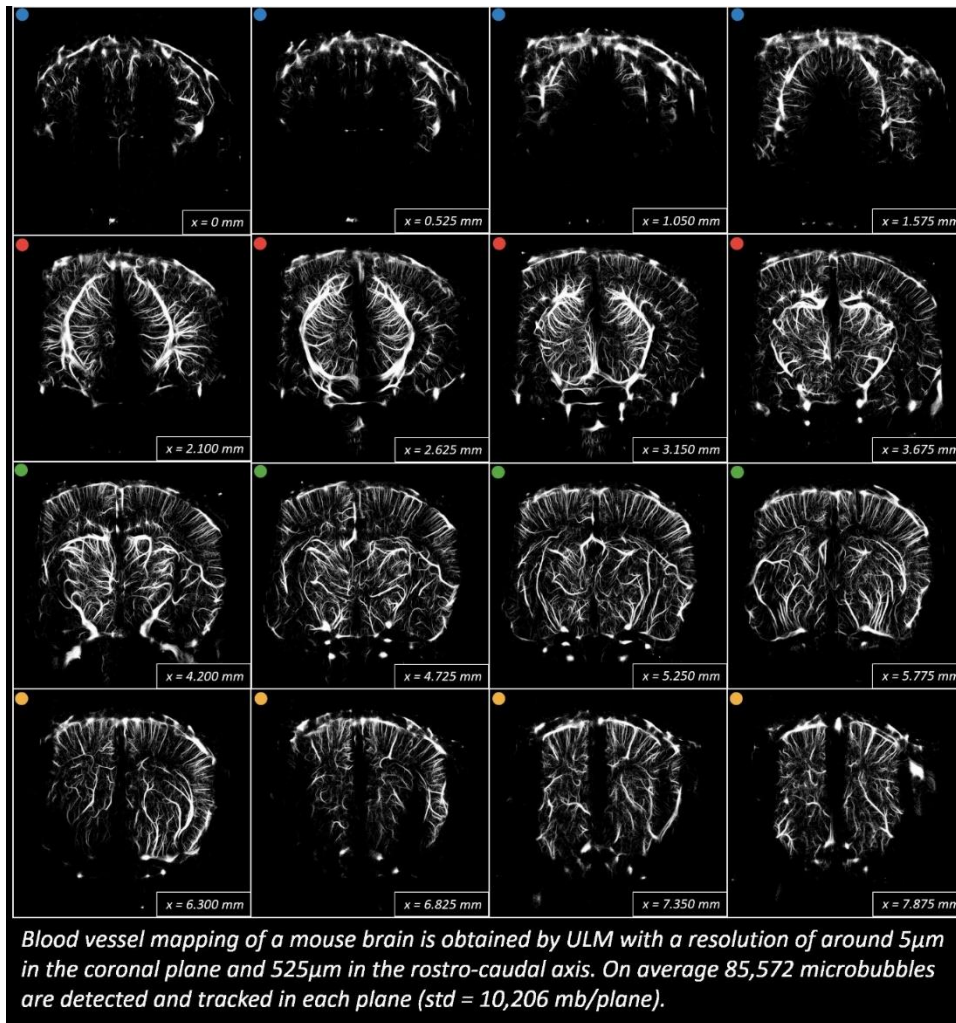 x = 0 mm
x = 0.525 mm
x = 1.050 mm
x = 1.575 mm
x = 2.100 mm
x = 2.625 mm
x = 3.150 mm
x = 3.675 mm
x = 4.200 mm
x = 4.725 mm
x = 5.250 mm
x = 5.775 mm
x = 6.300 mm
x = 6.825 mm
x = 7.350 mm
x = 7.875 mm
Blood vessel mapping of a mouse brain is obtained by ULM with a resolution of around 5μm
in the coronal plane and 525μm in the rostro-caudal axis. On average 85,572 microbubbles
are detected and tracked in each plane (std = 10,206 mb/plane).